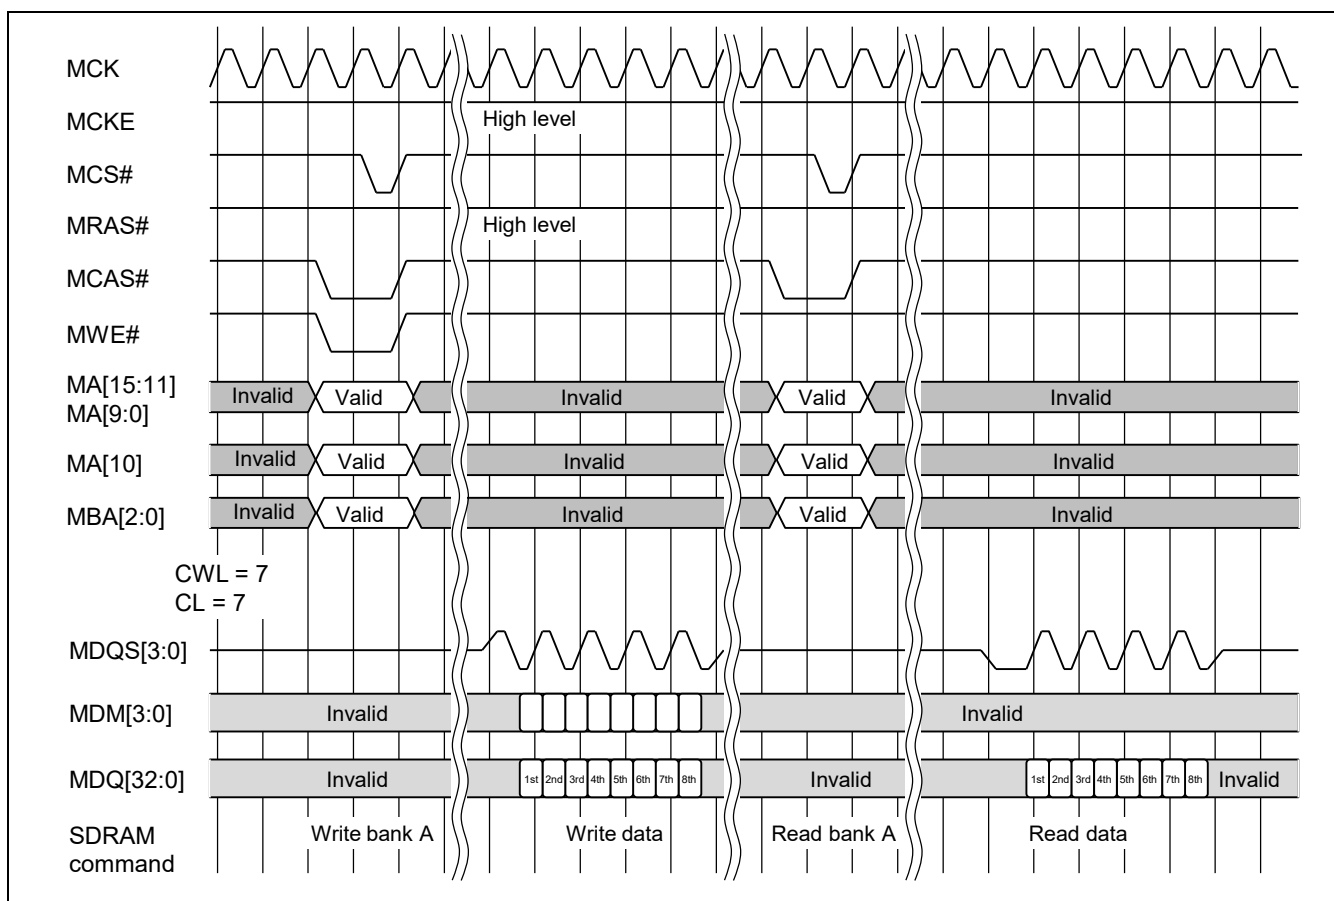 MCK
MCKE High level
MCS#
MRAS# High level
MCAS#
MWE#
MA[15:11]
MA[9:0] Invalid Valid Invalid Valid Invalid
MA[10] Invalid Valid Invalid Valid Invalid
MBA[2:0] Invalid Valid Invalid Valid Invalid
CWL = 7
CL = 7
MDQS[3:0]
MDM[3:0] Invalid Invalid
MDQ[32:0] Invalid 1st 2nd 3rd 4th 5th 6th 7th 8th Invalid 1st 2nd 3rd 4th 5th 6th 7th 8th Invalid
SDRAM Write bank A Write data Read bank A Read data
command